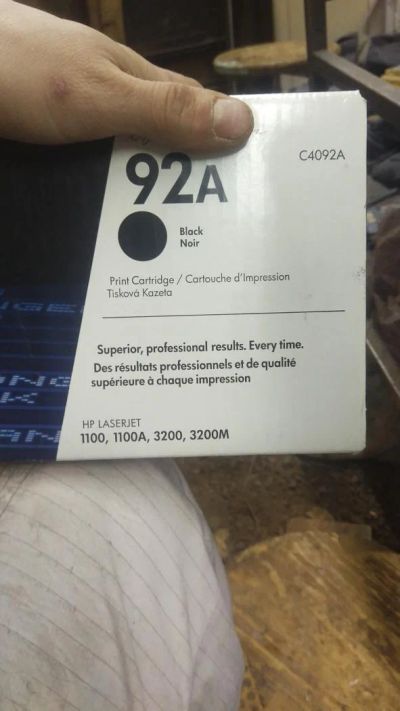 C4092A
92A
Black
Noir
Print Cartridge / Cartouche d'Impression
Tisková Kazeta
Superior, professional results. Every time.
Des résultats professionnels et de qualité
supérieure à chaque impression
HP LASERJET
1100, 1100A, 3200, 3200M